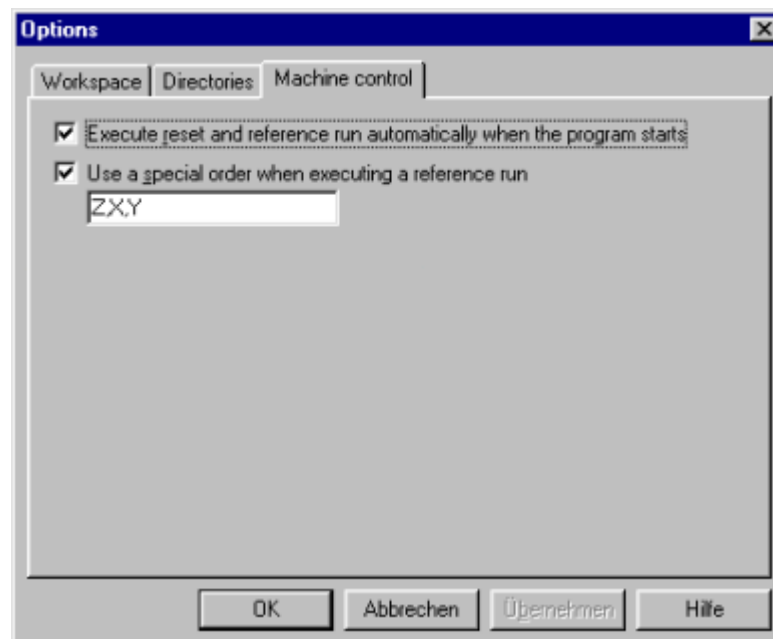 Options
Workspace Directories Machine control
Execute reset and reference run automatically when the program starts
Use a special order when executing a reference run
ZX,Y
OK Abbrechen Übernehmen Hilfe